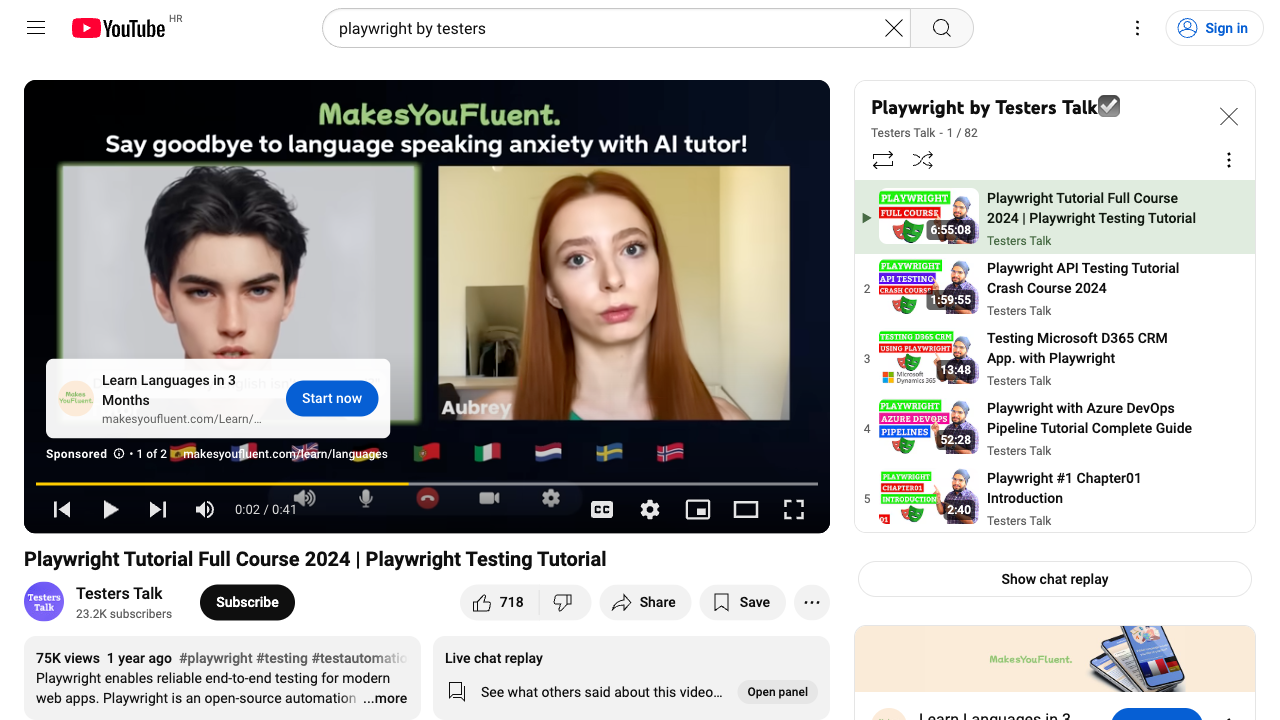 YouTube HR
playwright by testers
Sign in
MakesYouFluent.
Say goodbye to language speaking anxiety with AI tutor!
Aubrey
Makes YouFluent.
Learn Languages in 3
Months
makesyoufluent.com/Learn/...
Start now
Sponsored • 1 of 2 • makesyoufluent.com/learn/languages
0:02 / 0:41
CC
Playwright Tutorial Full Course 2024 | Playwright Testing Tutorial
Testers Talk
Testers Talk
23.2K subscribers
Subscribe
718
Share
Save
75K views 1 year ago #playwright #testing #testautomatio
Playwright enables reliable end-to-end testing for modern
web apps. Playwright is an open-source automation ...more
Live chat replay
See what others said about this video...
Open panel
Playwright by Testers Talk
Testers Talk - 1 / 82
PLAYWRIGHT
FULL COURSE
6:55:08
Playwright Tutorial Full Course
2024 | Playwright Testing Tutorial
Testers Talk
2
PLAYWRIGHT
API TESTING
CRASH COURSE
1:59:55
Playwright API Testing Tutorial
Crash Course 2024
Testers Talk
3
TESTING D365 CRM
USING PLAYWRIGHT
Microsoft
Dynamics 365
13:48
Testing Microsoft D365 CRM
App. with Playwright
Testers Talk
4
PLAYWRIGHT
AZURE DEVOPS
PIPELINES
52:28
Playwright with Azure DevOps
Pipeline Tutorial Complete Guide
Testers Talk
5
PLAYWRIGHT
CHAPTER01
INTRODUCTION
01
2:40
Playwright #1 Chapter01
Introduction
Testers Talk
Show chat replay
MakesYouFluent.
Learn Languages in 3